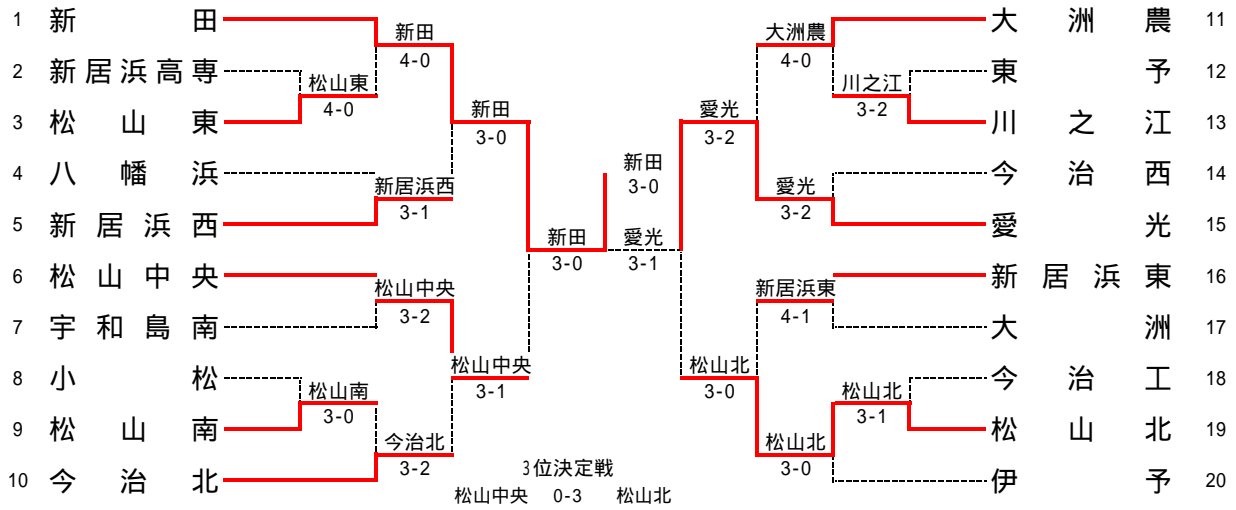 1 新田 新田 大洲農 大洲農 11
4-0 4-0
2 新居浜高専 松山東 川之江 東予 12
4-0 新田 愛光 3-2
3 松山東 3-0 3-2 川之江 13
新田
4 八幡浜 3-0 今治西 14
新居浜西 愛光
3-1 3-2
5 新居浜西 新田 愛光 愛光 15
3-0 3-1
6 松山中央 新居浜東 16
松山中央 新居浜東
3-2 4-1
7 宇和島南 大洲 17
松山中央 松山北
8 小松 3-1 3-0 今治工 18
松山南 松山北
3-0 3-1
9 松山南 松山北 19
今治北 松山北
3-2 3位決定戦 3-0
10 今治北 伊予 20
松山中央 0-3 松山北